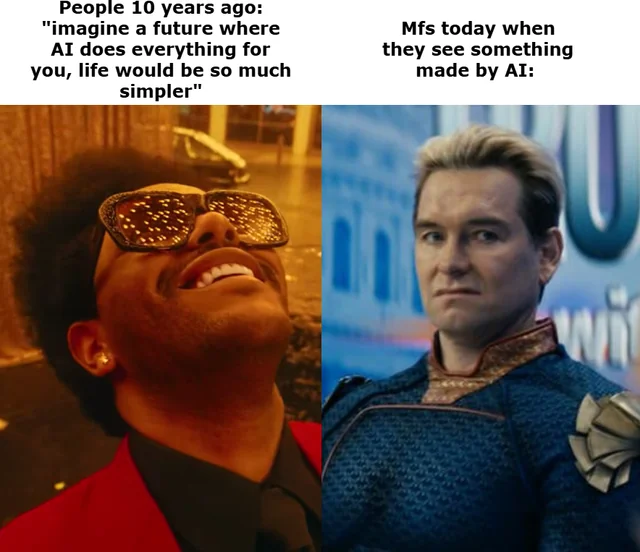 People 10 years ago:
"imagine a future where
AI does everything for
you, life would be so much
simpler"
Mfs today when
they see something
made by AI: